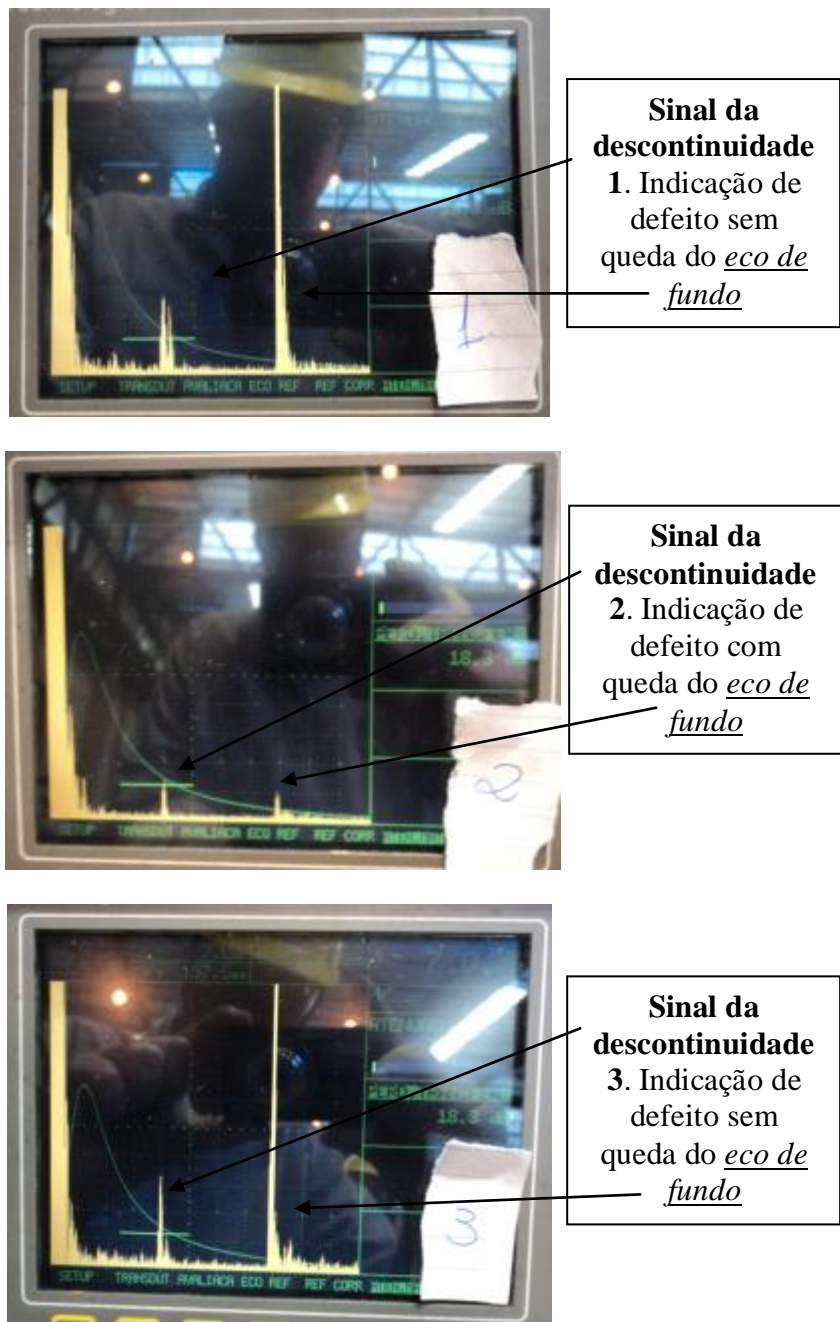 Sinal da
descontinuidade
1. Indicação de
defeito sem
queda do eco de
fundo
1
SETUP TRANSDUT AVALIACA ECO REF REF CORR
Sinal da
descontinuidade
2. Indicação de
defeito com
queda do eco de
fundo
18.3
2
SETUP TRANSDUT AVALIACA ECO REF REF CORR
Sinal da
descontinuidade
3. Indicação de
defeito sem
queda do eco de
fundo
18.3
3
SETUP TRANSDUT AVALIACA ECO REF REF CORR